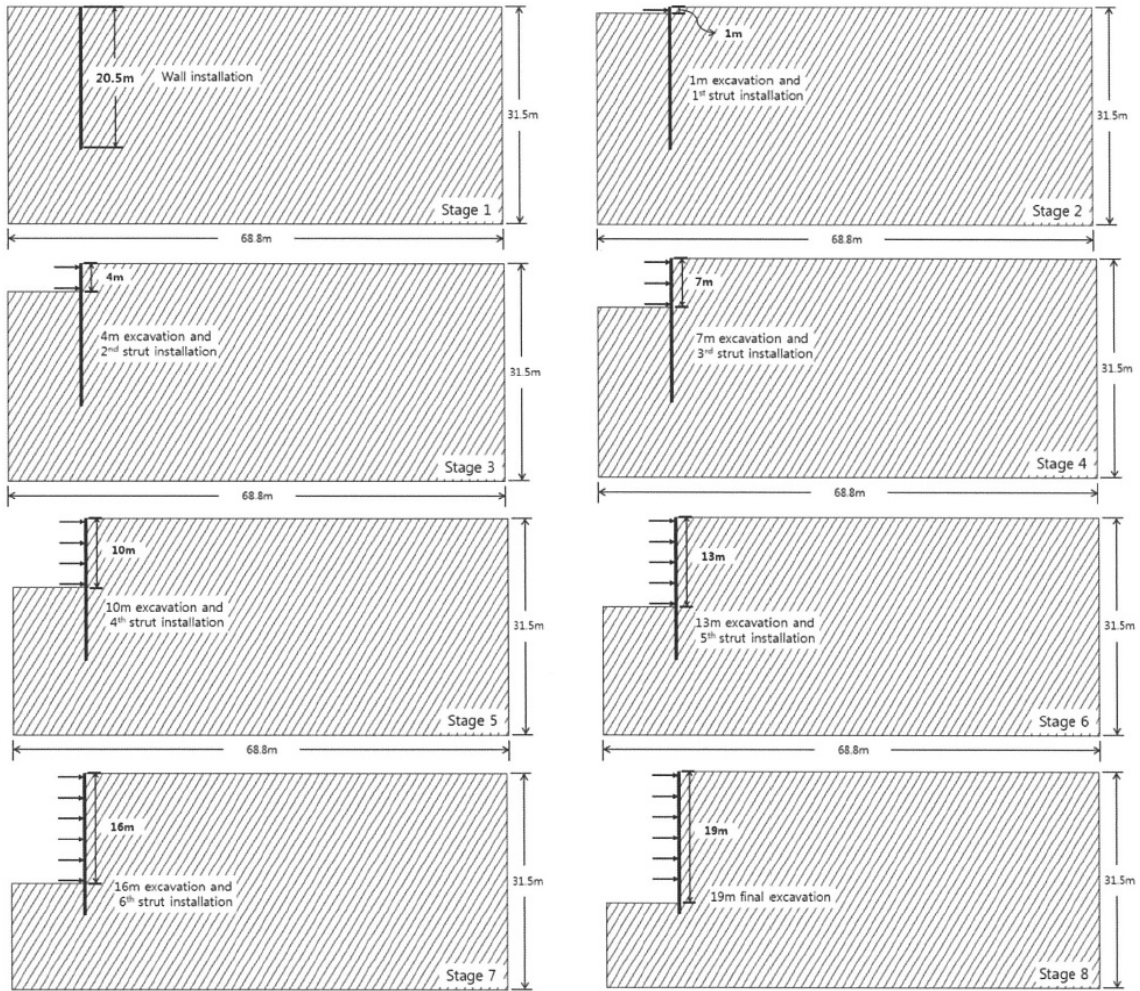 20.5m
Wall installation
31.5m
Stage 1
68.8m
1m
1m excavation and
1st strut installation
31.5m
Stage 2
68.8m
4m
4m excavation and
2nd strut installation
31.5m
Stage 3
68.8m
7m
7m excavation and
3rd strut installation
31.5m
Stage 4
68.8m
10m
10m excavation and
4th strut installation
31.5m
Stage 5
68.8m
13m
13m excavation and
5th strut installation
31.5m
Stage 6
68.8m
16m
16m excavation and
6th strut installation
31.5m
Stage 7
19m
19m final excavation
31.5m
Stage 8